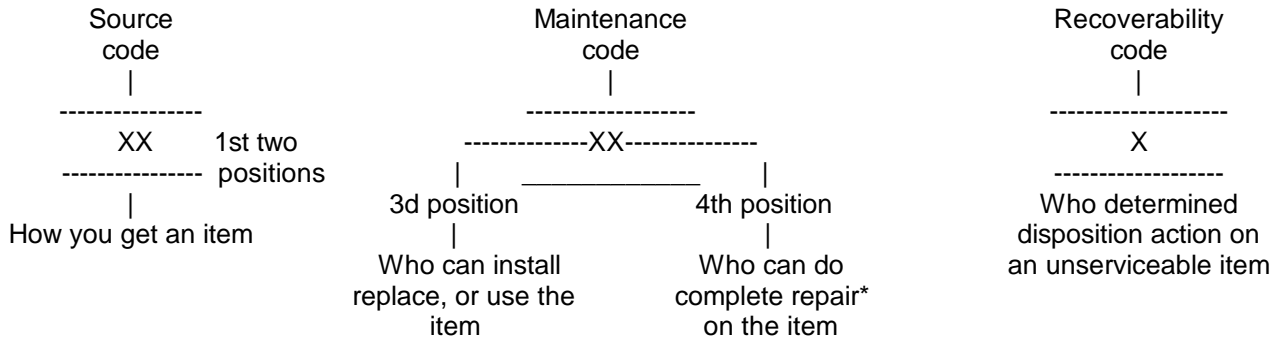 Source Maintenance Recoverability
code code code
| | |
---------------- ------------------- --------------------
XX 1st two --------------XX--------------- X
---------------- positions | _____________ | -------------------
| 3d position 4th position Who determined
How you get an item | | disposition action on
Who can install Who can do an unserviceable item
replace, or use the complete repair*
item on the item